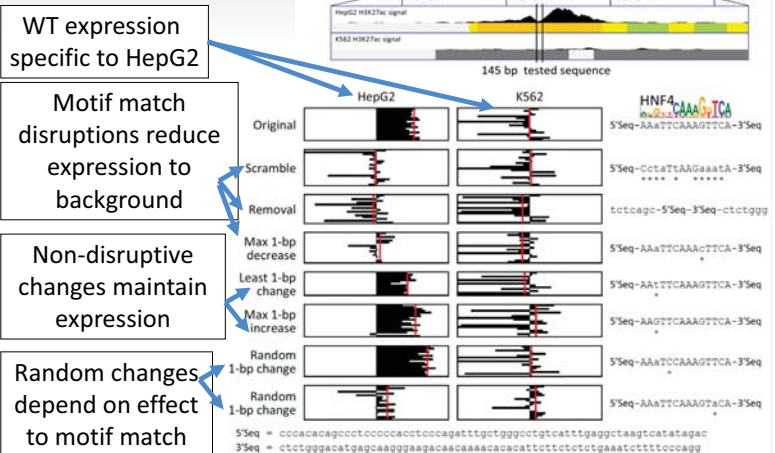 HepG2 H3K27ac signal
K562 H3K27ac signal
145 bp tested sequence
WT expression
specific to HepG2
Motif match
disruptions reduce
expression to
background
Non-disruptive
changes maintain
expression
Random changes
depend on effect
to motif match
HepG2
K562
HNF4
CAAAGTCA
Original
5'Seq-AAaTTCAAAGTTCA-3'Seq
Scramble
5'Seq-CctaTtAAGaaatA-3'Seq
**** * *****
Removal
tctcagc-5'Seq-3'Seq-ctctggg
Max 1-bp
decrease
5'Seq-AAaTTCAAAcTTCA-3'Seq
*
Least 1-bp
change
5'Seq-AAtTTCAAAGTTCA-3'Seq
*
Max 1-bp
increase
5'Seq-AAGTTCAAAGTTCA-3'Seq
*
Random
1-bp change
5'Seq-AAaTCCAAAGTTCA-3'Seq
*
Random
1-bp change
5'Seq-AAaTTCAAAGTaCA-3'Seq
*
5'Seq = cccacacagccctcccccacctcccagatttgctgggcctgtcatttgaggctaagtcatatagac
3'Seq = ctctgggacatgagcaagggaagacaacaaaacacacattcttctctctgaaatcttttcccagg